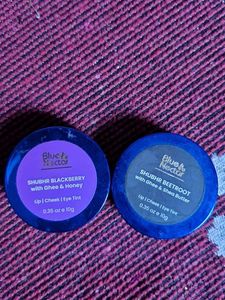 Blue
Nectar
SHUBHR BLACKBERRY
with Ghee & Honey
Lip | Cheek | Eye Tint
0.35 oz ℮ 10g
Blue
Nectar
SHUBHR BEETROOT
with Ghee & Shea Butter
Lip | Cheek | Eye Tint
0.35 oz ℮ 10g